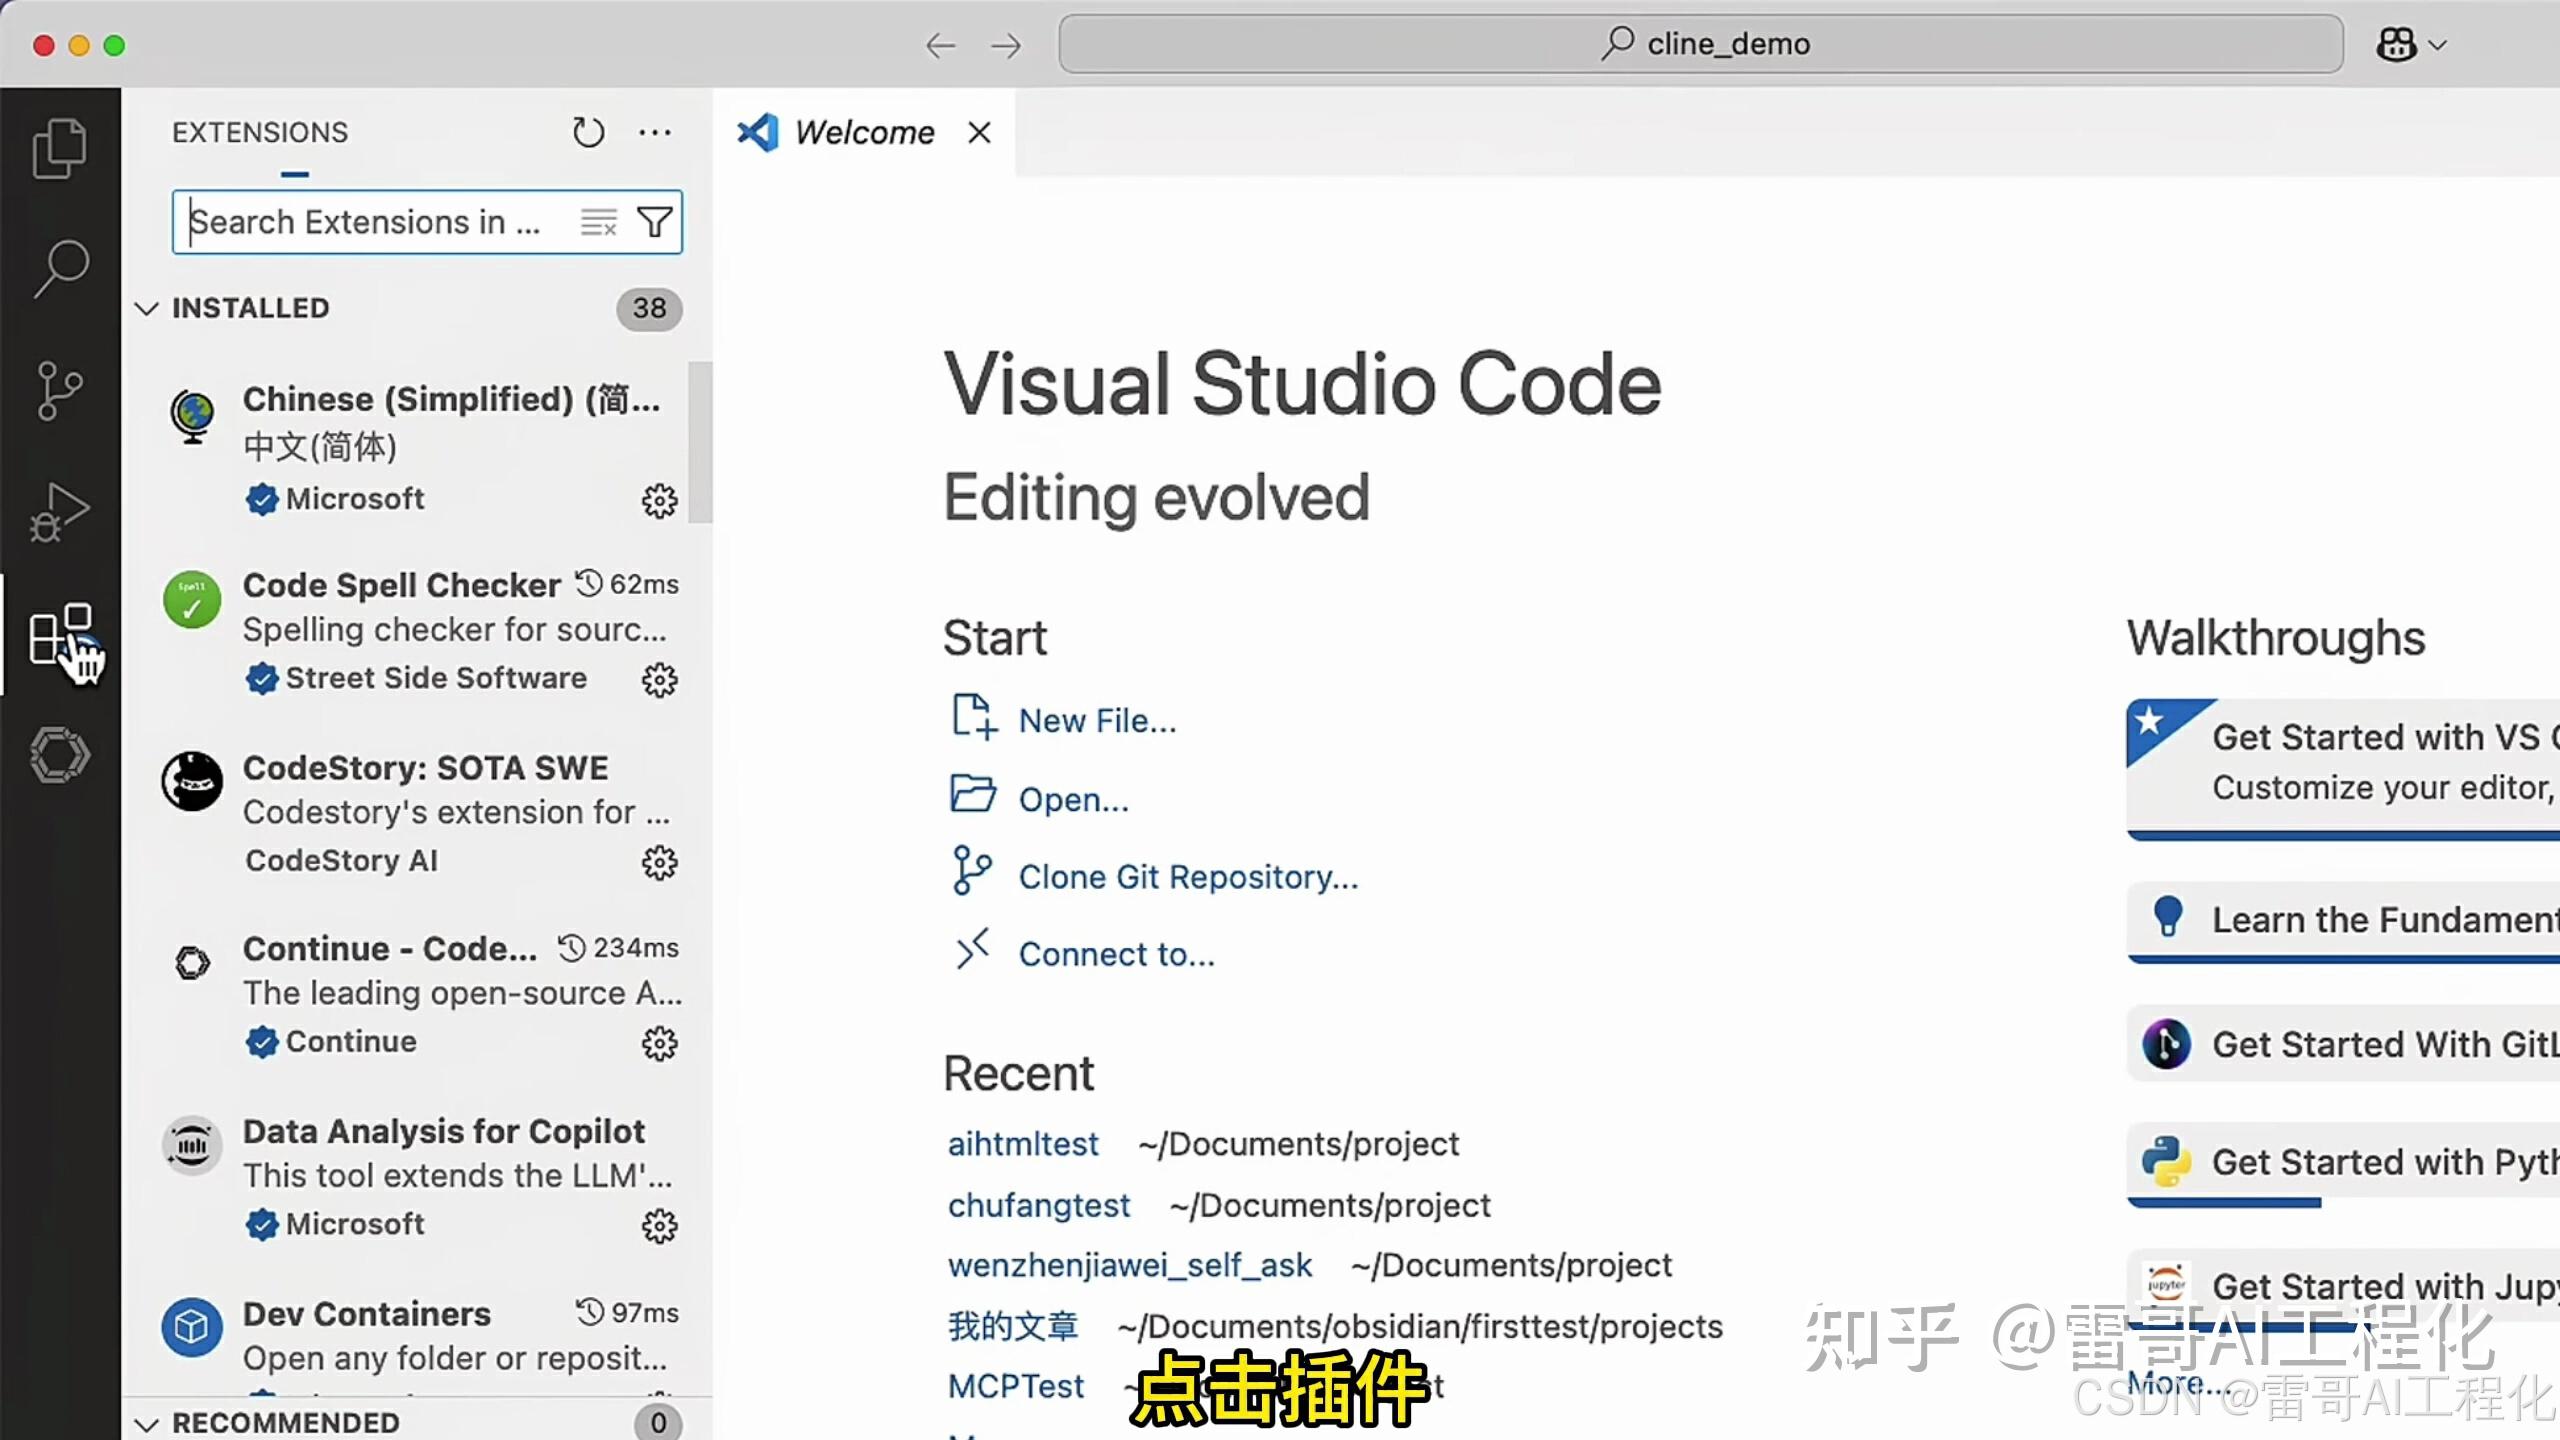 cline_demo
EXTENSIONS
Search Extensions in ...
INSTALLED 38
Chinese (Simplified) (简...
中文(简体)
Microsoft
Spell
Code Spell Checker 62ms
Spelling checker for sourc...
Street Side Software
CodeStory: SOTA SWE
Codestory's extension for ...
CodeStory AI
Continue - Code... 234ms
The leading open-source A...
Continue
Data Analysis for Copilot
This tool extends the LLM'...
Microsoft
Dev Containers 97ms
Open any folder or reposit...
RECOMMENDED 0
Welcome
Visual Studio Code
Editing evolved
Start
New File...
Open...
Clone Git Repository...
Connect to...
Recent
aihtmltest ~/Documents/project
chufangtest ~/Documents/project
wenzhenjiawei_self_ask ~/Documents/project
我的文章 ~/Documents/obsidian/firsttest/projects
MCPTest
点击插件
Walkthroughs
Get Started with VS
Customize your editor,
Learn the Fundament
Get Started With Git
Get Started with Pyth
jupyter
Get Started with Jupy
More...
知乎 @雷哥AI工程化
CSDN @雷哥AI工程化